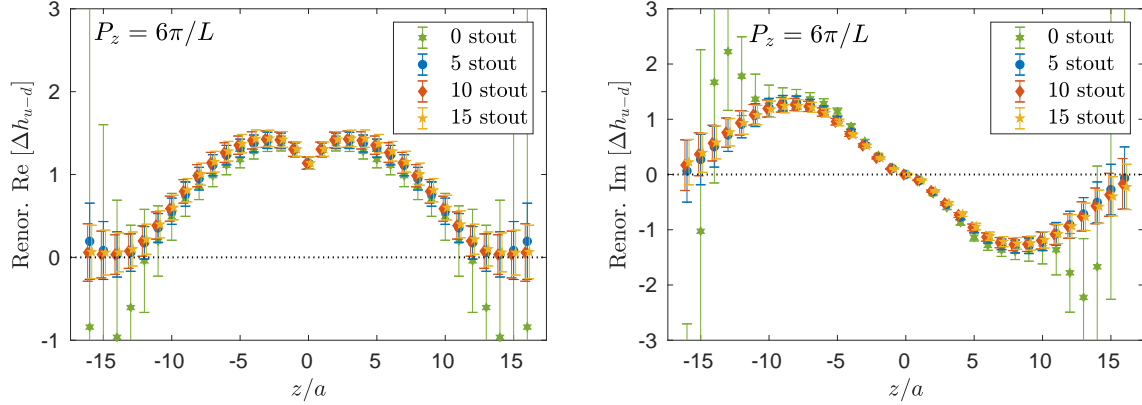 P_z = 6π/L
0 stout
5 stout
10 stout
15 stout
Renor. Re [Δh_{u−d}]
2
1
0
-1
-15
-10
-5
0
5
10
15
z/a
P_z = 6π/L
0 stout
5 stout
10 stout
15 stout
Renor. Im [Δh_{u−d}]
3
2
1
0
-1
-2
-3
-15
-10
-5
0
5
10
15
z/a